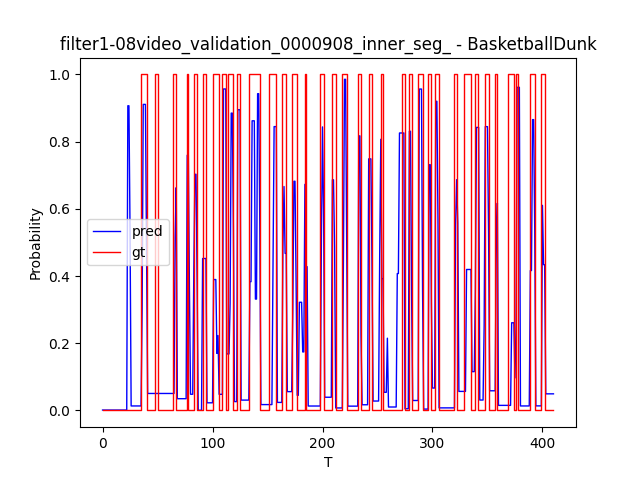 filter1-08video_validation_0000908_inner_seg_ - BasketballDunk
1.0
0.8
0.6
0.4
0.2
0.0
Probability
pred
gt
0
100
200
300
400
T